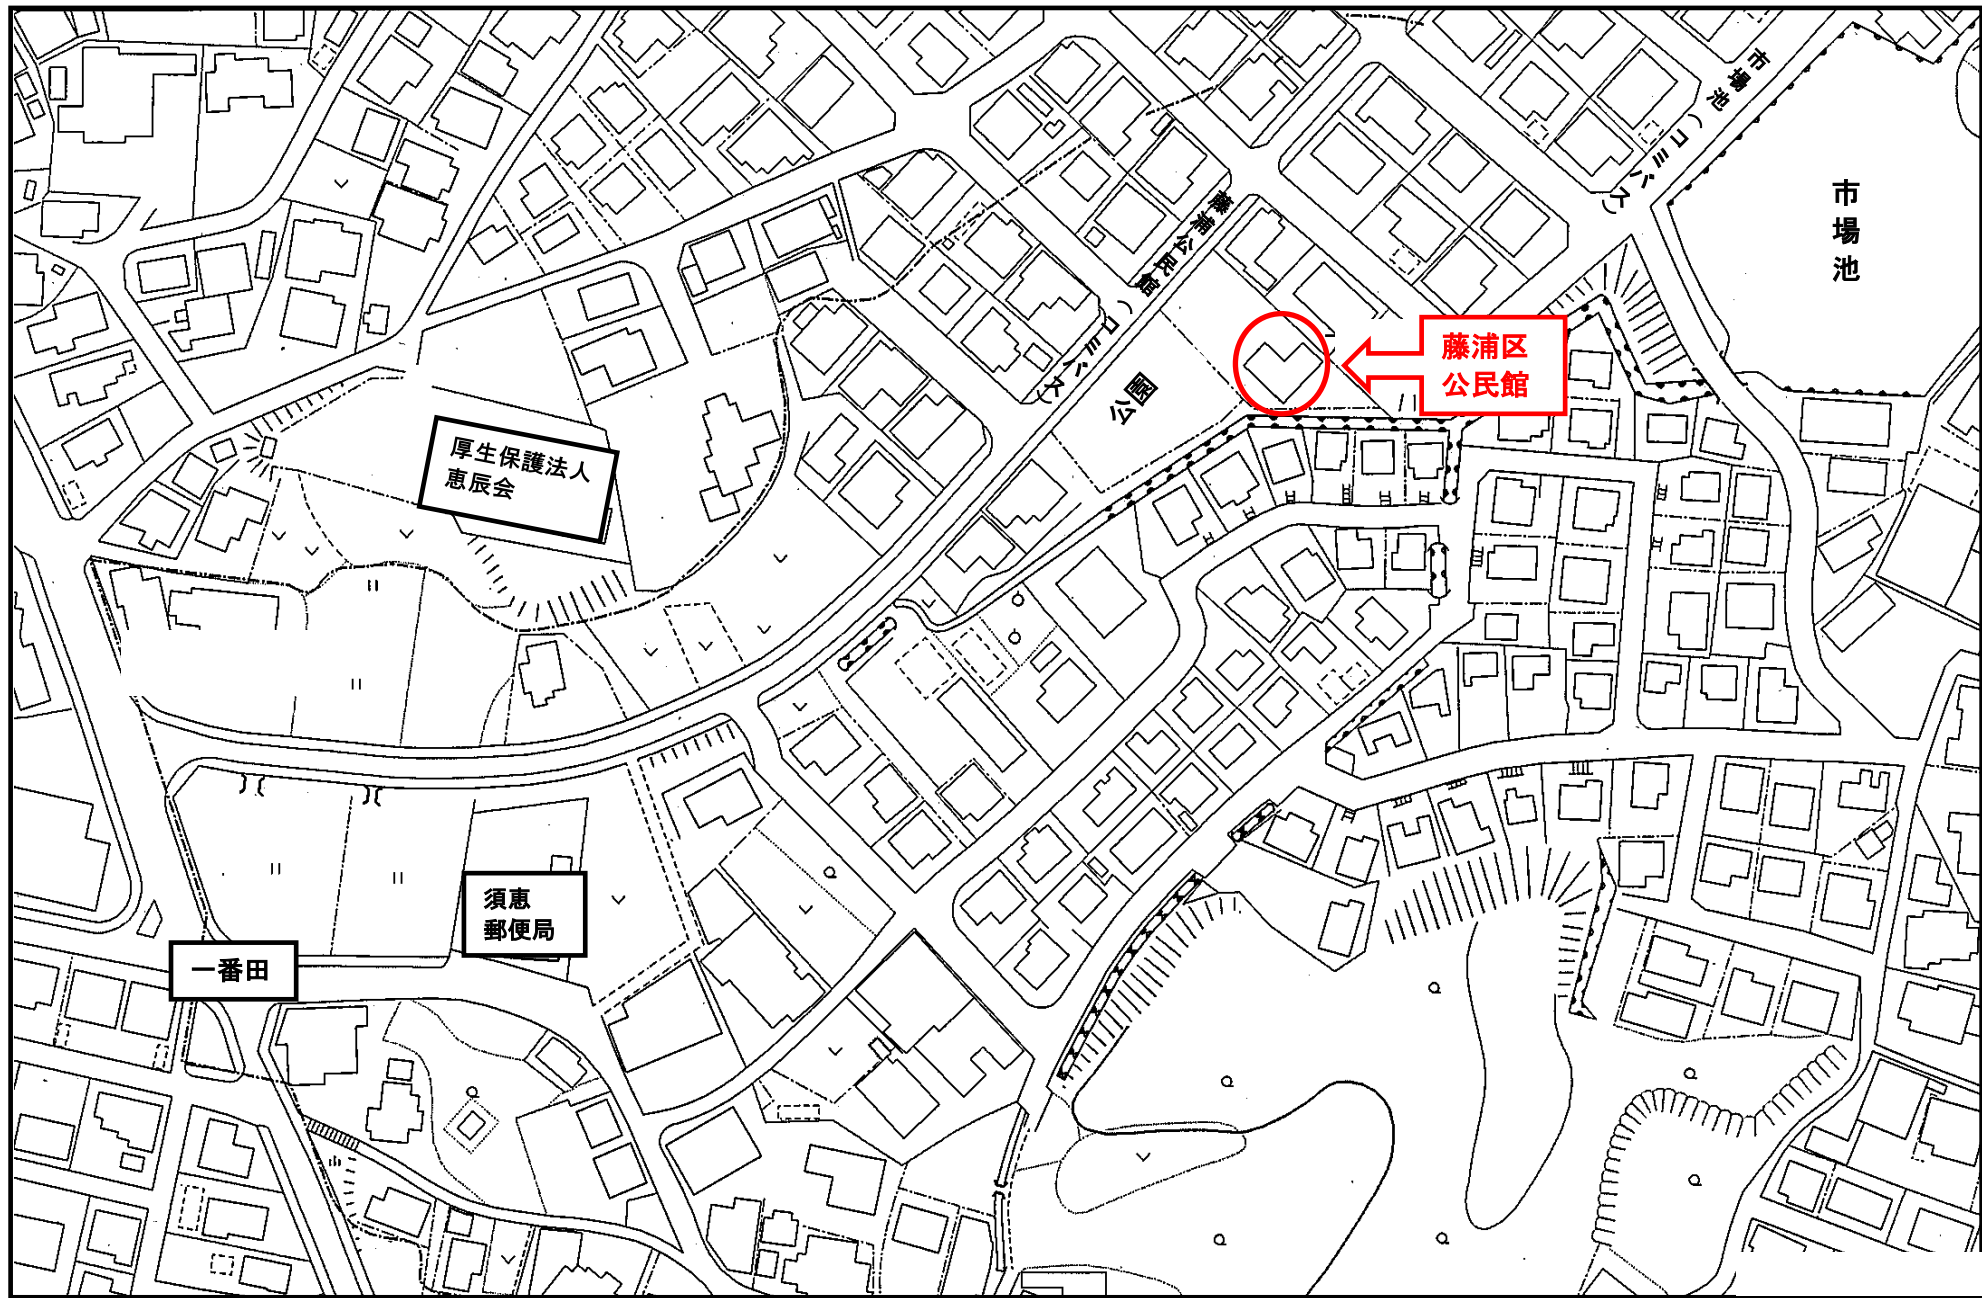 市場池(コミバス)
市場池
藤浦公民館(コミバス)
藤浦区
公民館
公園
厚生保護法人
恵辰会
須恵
郵便局
一番田